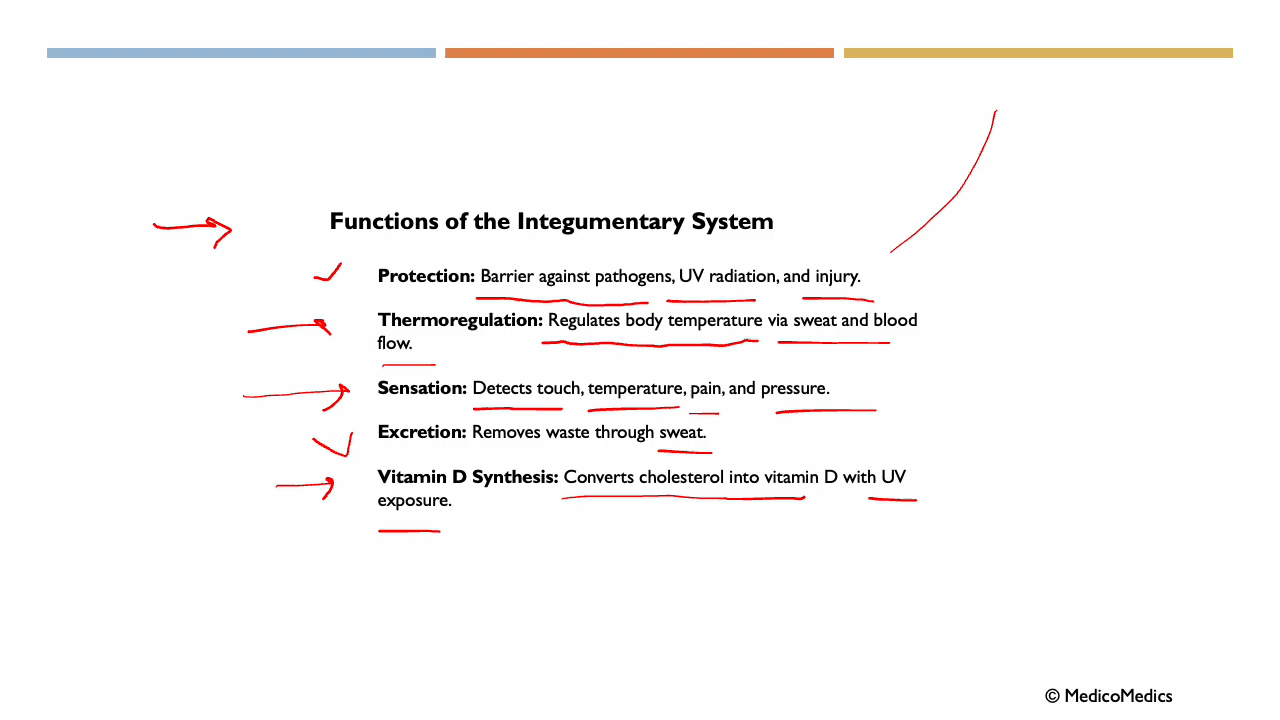 Functions of the Integumentary System
Protection: Barrier against pathogens, UV radiation, and injury.
Thermoregulation: Regulates body temperature via sweat and blood
flow.
Sensation: Detects touch, temperature, pain, and pressure.
Excretion: Removes waste through sweat.
Vitamin D Synthesis: Converts cholesterol into vitamin D with UV
exposure.
© MedicoMedics